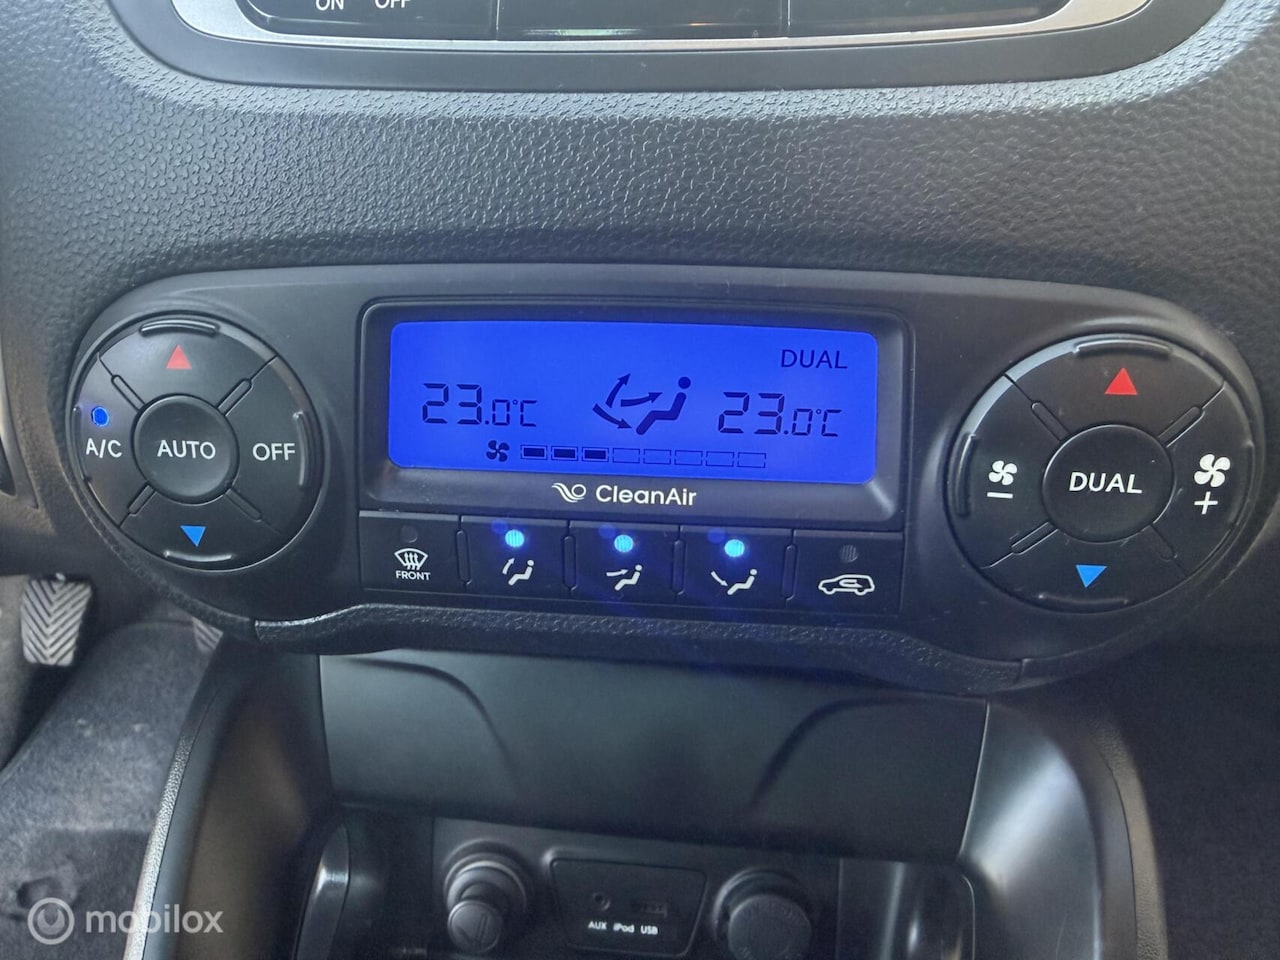 ON OFF
DUAL
23.0°C 23.0°C
CleanAir
A/C AUTO OFF
DUAL
- +
FRONT
AUX iPod USB
mobilox